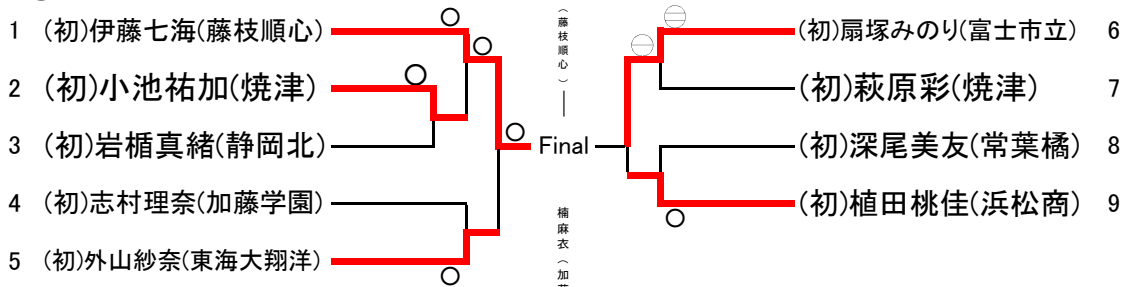 1 (初)伊藤七海(藤枝順心)
2 (初)小池祐加(焼津)
3 (初)岩楯真緒(静岡北)
4 (初)志村理奈(加藤学園)
5 (初)外山紗奈(東海大翔洋)
(藤枝順心)
Final
楠麻衣(加藤
(初)扇塚みのり(富士市立) 6
(初)萩原彩(焼津) 7
(初)深尾美友(常葉橘) 8
(初)植田桃佳(浜松商) 9